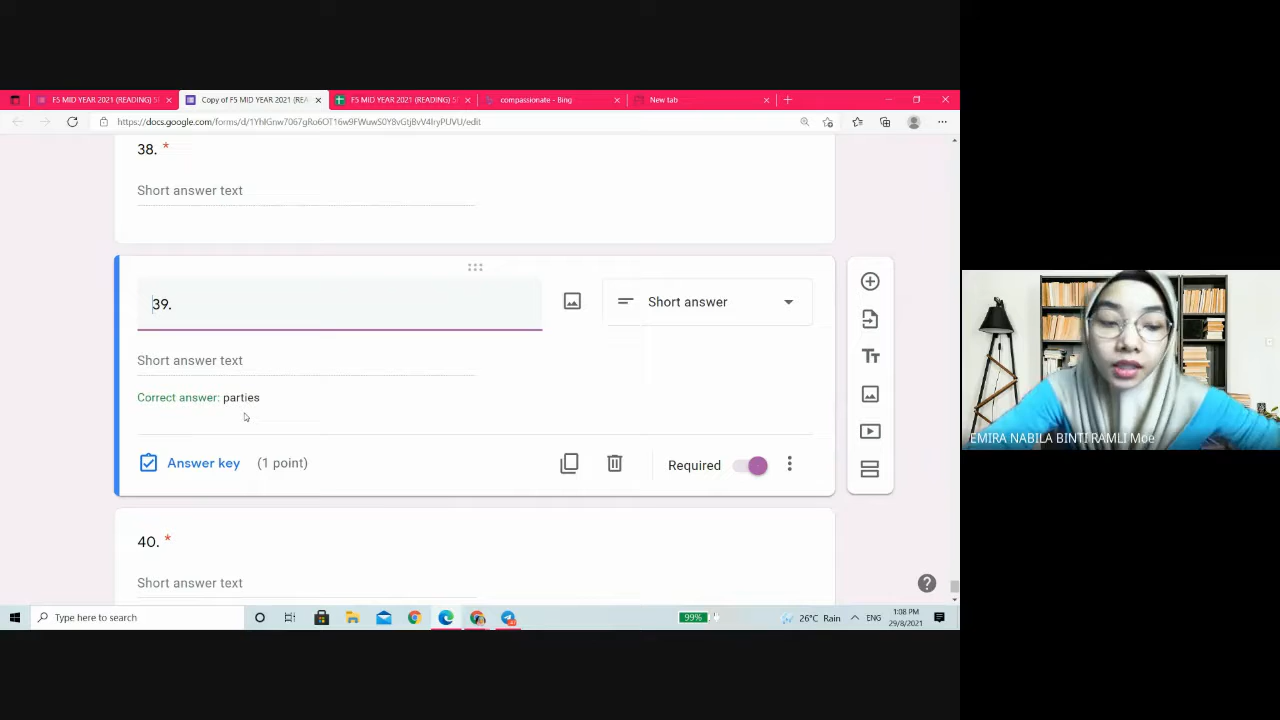 F5 MID YEAR 2021 (READING) S
Copy of F5 MID YEAR 2021 (REA
F5 MID YEAR 2021 (READING) S
compassionate - Bing
New tab
38. *
Short answer text
39.
Short answer
Short answer text
Correct answer: parties
Answer key
(1 point)
Required
40. *
Short answer text
EMIRA NABILA BINTI RAMLI Moe
Type here to search
99%
26°C Rain
ENG
1:08 PM
29/8/2021